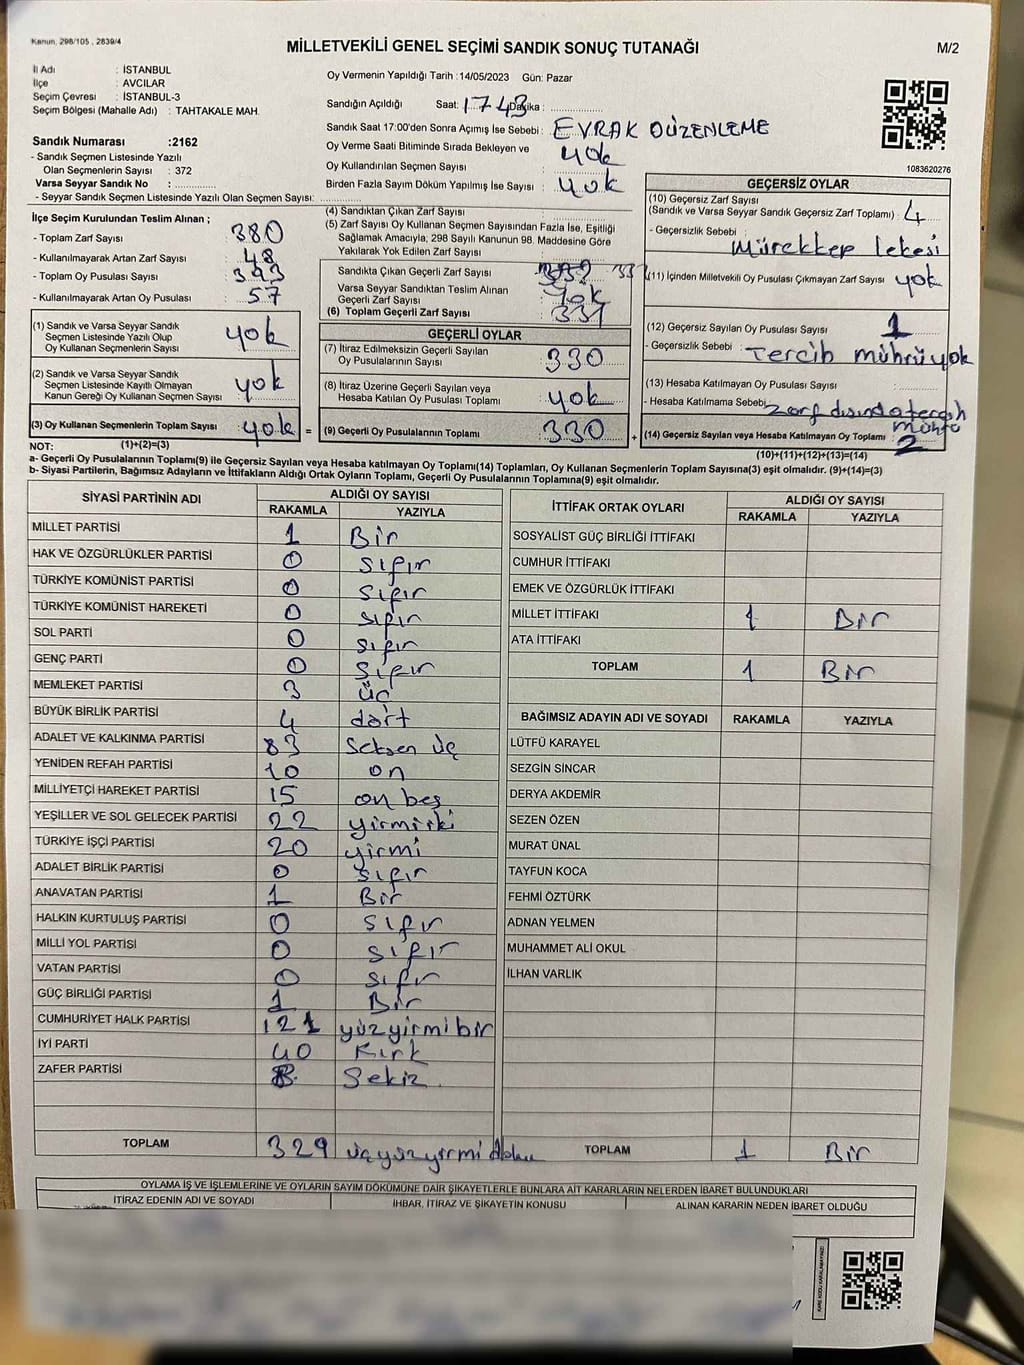 Kanun, 298/105 , 2839/4
MİLLETVEKİLİ GENEL SEÇİMİ SANDIK SONUÇ TUTANAĞI
M/2
İl Adı : İSTANBUL
İlçe : AVCILAR
Seçim Çevresi : İSTANBUL-3
Seçim Bölgesi (Mahalle Adı) : TAHTAKALE MAH.
Oy Vermenin Yapıldığı Tarih :14/05/2023 Gün: Pazar
Sandığın Açıldığı Saat: 17 43 Dakika :
Sandık Saat 17:00'den Sonra Açımış İse Sebebi : EVRAK DÜZENLEME
Oy Verme Saati Bitiminde Sırada Bekleyen ve
Oy Kullandırılan Seçmen Sayısı : yok
Birden Fazla Sayım Döküm Yapılmış İse Sayısı : yok
1083620276
Sandık Numarası :2162
- Sandık Seçmen Listesinde Yazılı
Olan Seçmenlerin Sayısı : 372
Varsa Seyyar Sandık No :
- Seyyar Sandık Seçmen Listesinde Yazılı Olan Seçmen Sayısı:
İlçe Seçim Kurulundan Teslim Alınan ;
- Toplam Zarf Sayısı : 380
- Kullanılmayarak Artan Zarf Sayısı : 48
- Toplam Oy Pusulası Sayısı : 393
- Kullanılmayarak Artan Oy Pusulası : 57
(1) Sandık ve Varsa Seyyar Sandık
Seçmen Listesinde Yazılı Olup
Oy Kullanan Seçmenlerin Sayısı : yok
(2) Sandık ve Varsa Seyyar Sandık
Seçmen Listesinde Kayıtlı Olmayan
Kanun Gereği Oy Kullanan Seçmen Sayısı : yok
(3) Oy Kullanan Seçmenlerin Toplam Sayısı : yok =
(1)+(2)=(3)
(4) Sandıktan Çıkan Zarf Sayısı :
(5) Zarf Sayısı Oy Kullanan Seçmen Sayısından Fazla İse, Eşitliği
Sağlamak Amacıyla; 298 Sayılı Kanunun 98. Maddesine Göre
Yakılarak Yok Edilen Zarf Sayısı :
Sandıkta Çıkan Geçerli Zarf Sayısı : 331
Varsa Seyyar Sandıktan Teslim Alınan
Geçerli Zarf Sayısı : yok
(6) Toplam Geçerli Zarf Sayısı : 331
GEÇERLİ OYLAR
(7) İtiraz Edilmeksizin Geçerli Sayılan
Oy Pusulalarının Sayısı : 330
(8) İtiraz Üzerine Geçerli Sayılan veya
Hesaba Katılan Oy Pusulası Toplamı : yok
(9) Geçerli Oy Pusulalarının Toplamı : 330 +
GEÇERSİZ OYLAR
(10) Geçersiz Zarf Sayısı
(Sandık ve Varsa Seyyar Sandık Geçersiz Zarf Toplamı) : 4
- Geçersizlik Sebebi : Mürekkep lekesi
(11) İçinden Milletvekili Oy Pusulası Çıkmayan Zarf Sayısı : yok
(12) Geçersiz Sayılan Oy Pusulası Sayısı : 1
- Geçersizlik Sebebi : Tercih mührü yok
(13) Hesaba Katılmayan Oy Pusulası Sayısı :
- Hesaba Katılmama Sebebi: zarf dışında tercih mührü
(14) Geçersiz Sayılan veya Hesaba Katılmayan Oy Toplamı : 2
(10)+(11)+(12)+(13)=(14)
NOT:
a- Geçerli Oy Pusulalarının Toplamı(9) ile Geçersiz Sayılan veya Hesaba katılmayan Oy Toplamı(14) Toplamları, Oy Kullanan Seçmenlerin Toplam Sayısına(3) eşit olmalıdır. (9)+(14)=(3)
b- Siyasi Partilerin, Bağımsız Adayların ve İttifakların Aldığı Oyların Toplamı, Geçerli Oy Pusulalarının Toplamına(9) eşit olmalıdır.
SİYASİ PARTİNİN ADI ALDIĞI OY SAYISI
RAKAMLA YAZIYLA
MİLLET PARTİSİ 1 Bir
HAK VE ÖZGÜRLÜKLER PARTİSİ 0 sıfır
TÜRKİYE KOMÜNİST PARTİSİ 0 sıfır
TÜRKİYE KOMÜNİST HAREKETİ 0 sıfır
SOL PARTİ 0 sıfır
GENÇ PARTİ 0 sıfır
MEMLEKET PARTİSİ 3 üç
BÜYÜK BİRLİK PARTİSİ 4 dört
ADALET VE KALKINMA PARTİSİ 83 seksen üç
YENİDEN REFAH PARTİSİ 10 on
MİLLİYETÇİ HAREKET PARTİSİ 15 on beş
YEŞİLLER VE SOL GELECEK PARTİSİ 22 yirmi iki
TÜRKİYE İŞÇİ PARTİSİ 20 yirmi
ADALET BİRLİK PARTİSİ 0 sıfır
ANAVATAN PARTİSİ 1 Bir
HALKIN KURTULUŞ PARTİSİ 0 sıfır
MİLLİ YOL PARTİSİ 0 sıfır
VATAN PARTİSİ 0 sıfır
GÜÇ BİRLİĞİ PARTİSİ 1 Bir
CUMHURİYET HALK PARTİSİ 121 yüz yirmi bir
İYİ PARTİ 40 Kırk
ZAFER PARTİSİ 8 Sekiz
TOPLAM 329 üçyüzyirmi dokuz
İTTİFAK ORTAK OYLARI ALDIĞI OY SAYISI
RAKAMLA YAZIYLA
SOSYALİST GÜÇ BİRLİĞİ İTTİFAKI
CUMHUR İTTİFAKI
EMEK VE ÖZGÜRLÜK İTTİFAKI
MİLLET İTTİFAKI 1 Bir
ATA İTTİFAKI
TOPLAM 1 Bir
BAĞIMSIZ ADAYIN ADI VE SOYADI RAKAMLA YAZIYLA
LÜTFÜ KARAYEL
SEZGİN SİNCAR
DERYA AKDEMİR
SEZEN ÖZEN
MURAT ÜNAL
TAYFUN KOCA
FEHMİ ÖZTÜRK
ADNAN YELMEN
MUHAMMET ALİ OKUL
İLHAN VARLIK
TOPLAM 1 Bir
OYLAMA İŞ VE İŞLEMLERİNE VE OYLARIN SAYIM DÖKÜMÜNE DAİR ŞİKAYETLERLE BUNLARA AİT KARARLARIN NELERDEN İBARET BULUNDUKLARI
İTİRAZ EDENİN ADI VE SOYADI İHBAR, İTİRAZ VE ŞİKAYETİN KONUSU ALINAN KARARIN NEDEN İBARET OLDUĞU
KARE KODU KARALAMAYINIZ!